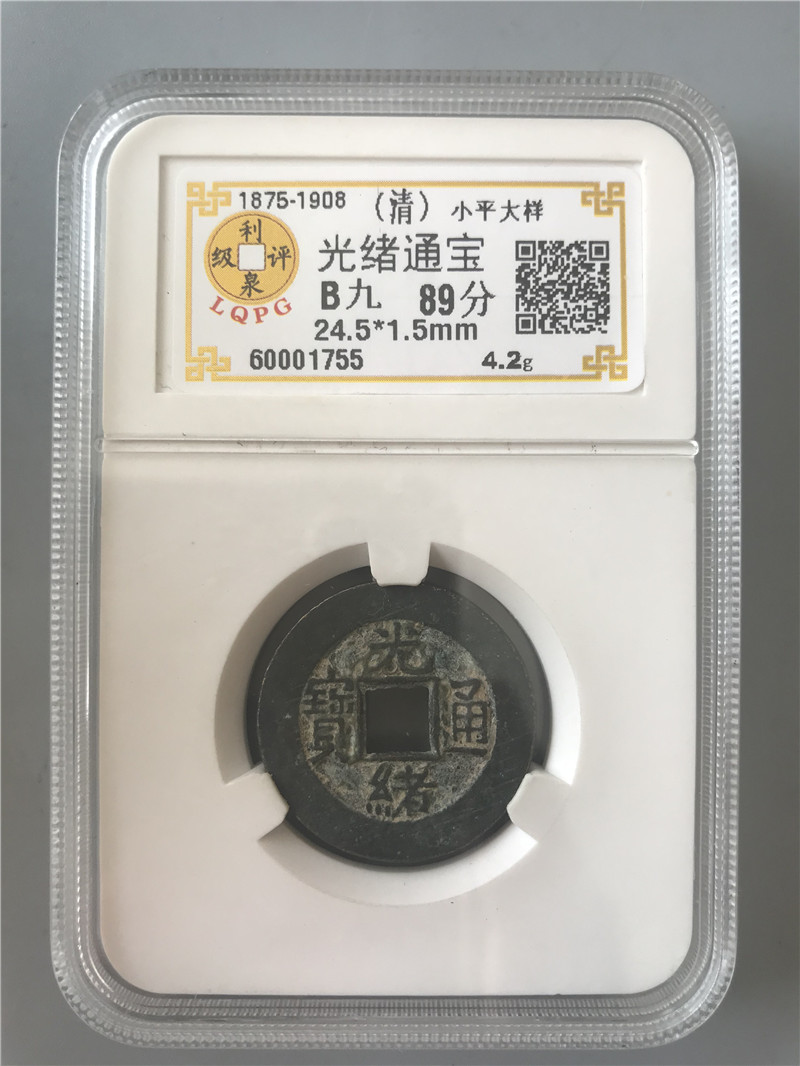 1875-1908 （清） 小平大样
利泉评级
LQPG
光绪通宝
B九 89分
24.5*1.5mm
60001755 4.2g
光緒通寶